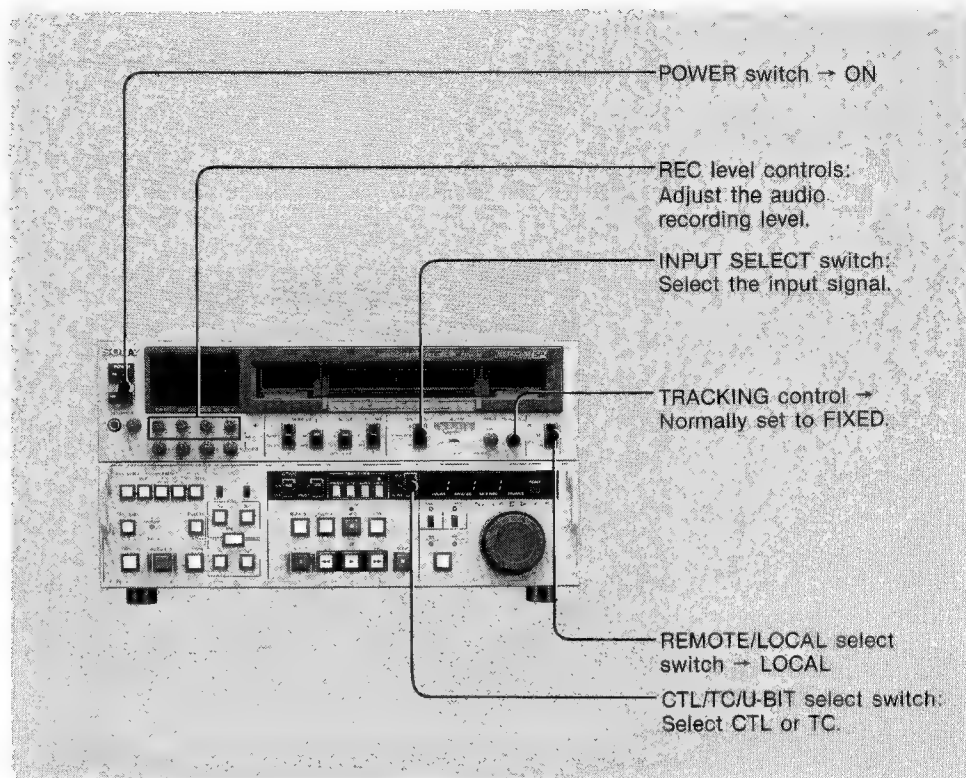 POWER switch → ON
REC level controls:
Adjust the audio
recording level.
INPUT SELECT switch:
Select the input signal.
TRACKING control →
Normally set to FIXED.
REMOTE/LOCAL select
switch → LOCAL
CTL/TC/U-BIT select switch:
Select CTL or TC.